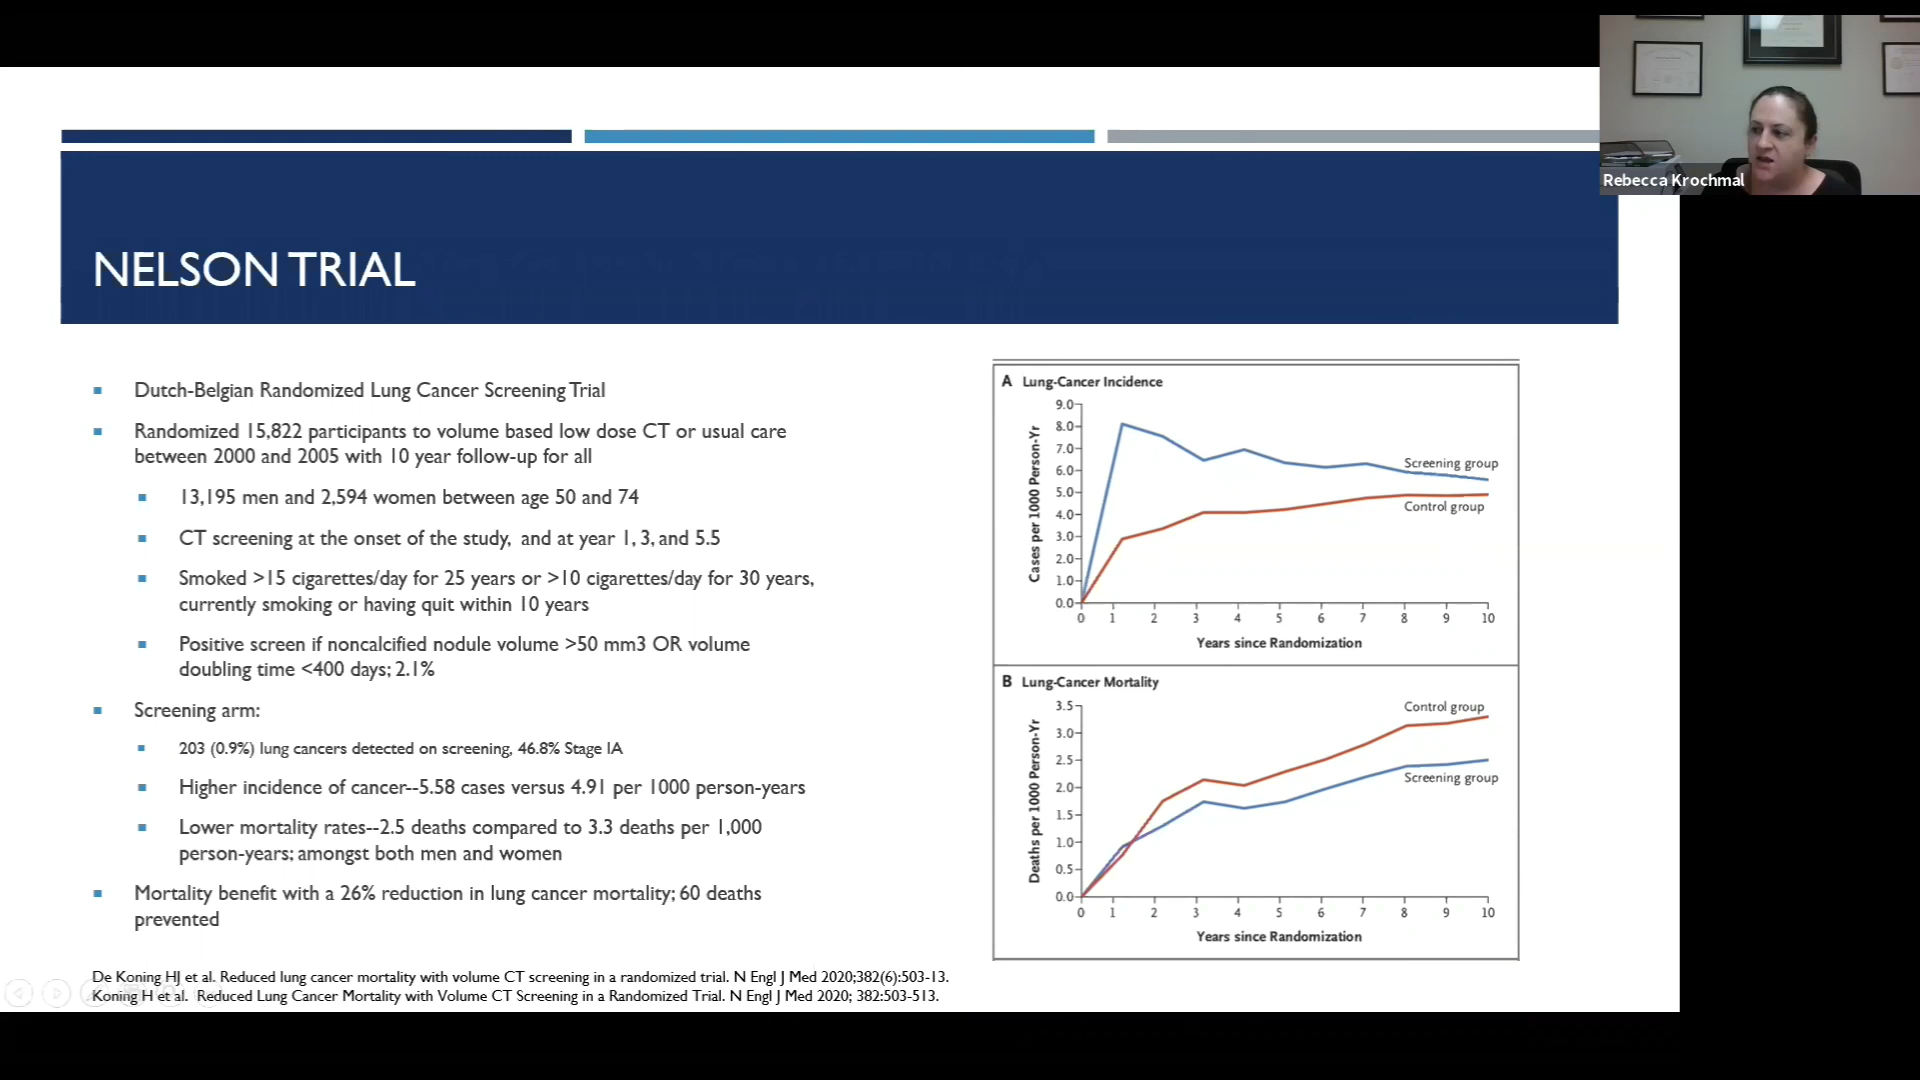 Rebecca Krochmal
NELSON TRIAL
Dutch-Belgian Randomized Lung Cancer Screening Trial
Randomized 15,822 participants to volume based low dose CT or usual care
between 2000 and 2005 with 10 year follow-up for all
13,195 men and 2,594 women between age 50 and 74
CT screening at the onset of the study, and at year 1, 3, and 5.5
Smoked >15 cigarettes/day for 25 years or >10 cigarettes/day for 30 years,
currently smoking or having quit within 10 years
Positive screen if noncalcified nodule volume >50 mm3 OR volume
doubling time <400 days; 2.1%
Screening arm:
203 (0.9%) lung cancers detected on screening, 46.8% Stage IA
Higher incidence of cancer--5.58 cases versus 4.91 per 1000 person-years
Lower mortality rates--2.5 deaths compared to 3.3 deaths per 1,000
person-years; amongst both men and women
Mortality benefit with a 26% reduction in lung cancer mortality; 60 deaths
prevented
De Koning HJ et al. Reduced lung cancer mortality with volume CT screening in a randomized trial. N Engl J Med 2020;382(6):503-13.
Koning H et al. Reduced Lung Cancer Mortality with Volume CT Screening in a Randomized Trial. N Engl J Med 2020; 382:503-513.
A Lung-Cancer Incidence
Cases per 1000 Person-Yr
9.0
8.0
7.0
6.0
5.0
4.0
3.0
2.0
1.0
0.0
Screening group
Control group
0 1 2 3 4 5 6 7 8 9 10
Years since Randomization
B Lung-Cancer Mortality
Deaths per 1000 Person-Yr
3.5
3.0
2.5
2.0
1.5
1.0
0.5
0.0
Control group
Screening group
0 1 2 3 4 5 6 7 8 9 10
Years since Randomization